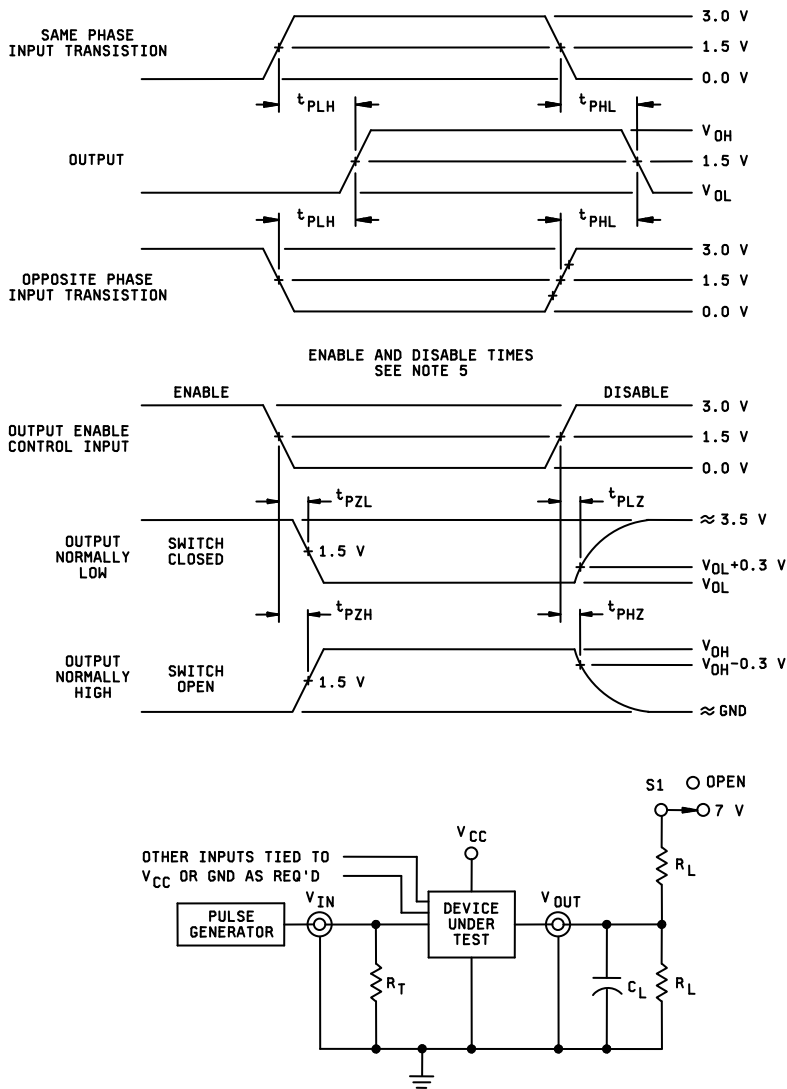 SAME PHASE
INPUT TRANSISTION
3.0 V
1.5 V
0.0 V
tPLH
tPHL
OUTPUT
VOH
1.5 V
VOL
tPLH
tPHL
OPPOSITE PHASE
INPUT TRANSISTION
3.0 V
1.5 V
0.0 V
ENABLE AND DISABLE TIMES
SEE NOTE 5
ENABLE
DISABLE
OUTPUT ENABLE
CONTROL INPUT
3.0 V
1.5 V
0.0 V
tPZL
tPLZ
OUTPUT
NORMALLY
LOW
SWITCH
CLOSED
1.5 V
≈ 3.5 V
VOL+0.3 V
VOL
tPZH
tPHZ
OUTPUT
NORMALLY
HIGH
SWITCH
OPEN
1.5 V
VOH
VOH-0.3 V
≈ GND
S1
OPEN
7 V
VCC
RL
OTHER INPUTS TIED TO
VCC OR GND AS REQ'D
VIN
VOUT
PULSE
GENERATOR
DEVICE
UNDER
TEST
RT
CL
RL